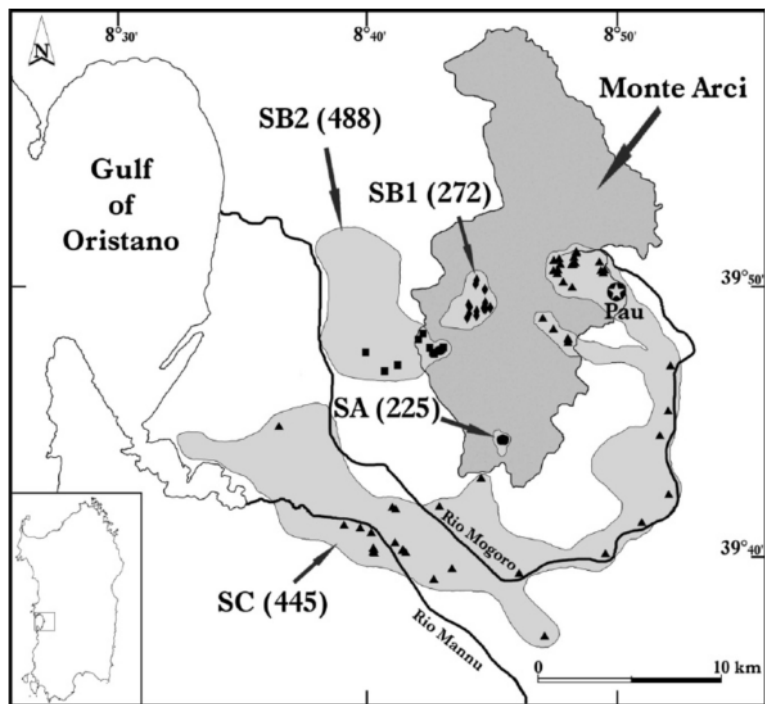 8°30'
8°40'
8°50'
N
Monte Arci
SB2 (488)
Gulf
of
Oristano
SB1 (272)
39°50'
Pau
SA (225)
Rio Mogoro
39°40'
SC (445)
Rio Mannu
0
10 km